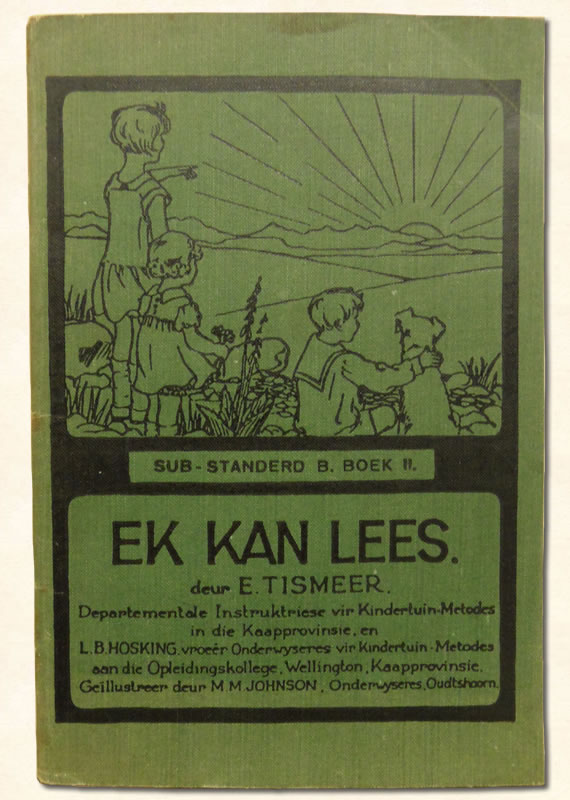 SUB-STANDERD B. BOEK II.
EK KAN LEES.
deur E. TISMEER.
Departementale Instruktriese vir Kindertuin-Metodes
in die Kaapprovinsie, en
L.B. HOSKING, vroeër Onderwyseres vir Kindertuin-Metodes
aan die Opleidingskollege, Wellington, Kaapprovinsie.
Geïllustreer deur M M JOHNSON, Onderwyseres, Oudtshoorn.